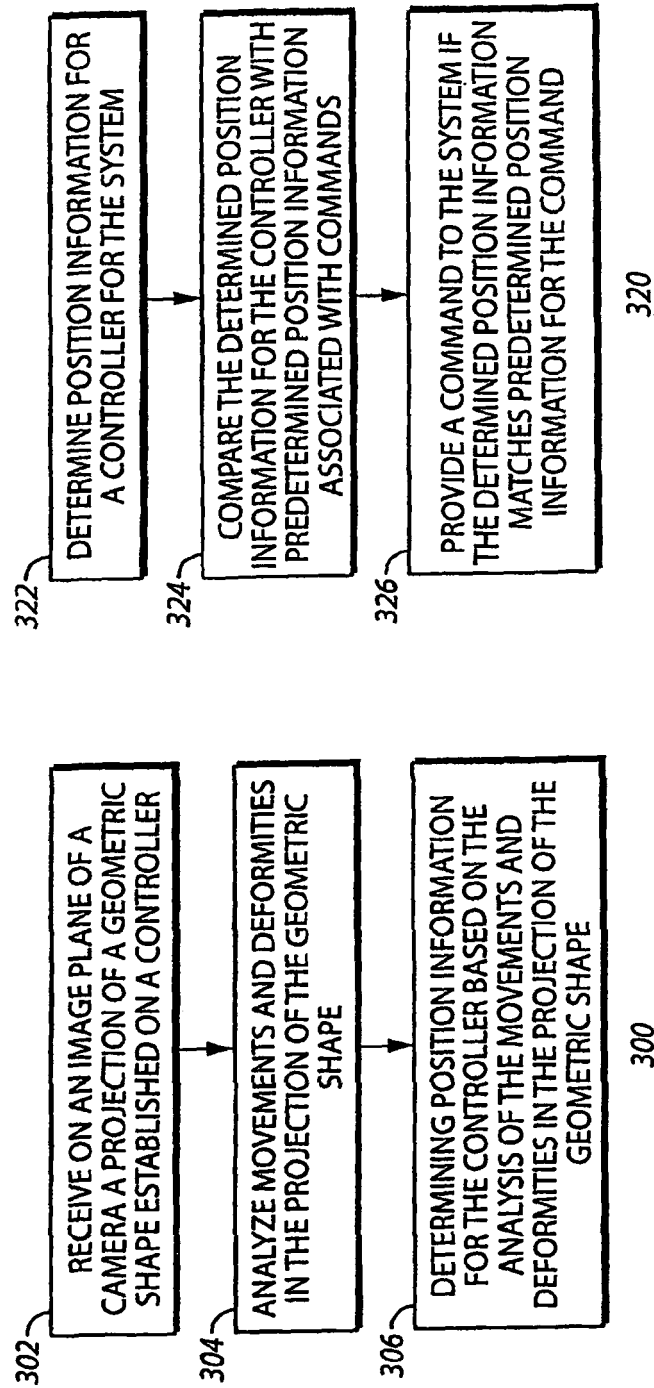 302
RECEIVE ON AN IMAGE PLANE OF A
CAMERA A PROJECTION OF A GEOMETRIC
SHAPE ESTABLISHED ON A CONTROLLER
304
ANALYZE MOVEMENTS AND DEFORMITIES
IN THE PROJECTION OF THE GEOMETRIC
SHAPE
306
DETERMINING POSITION INFORMATION
FOR THE CONTROLLER BASED ON THE
ANALYSIS OF THE MOVEMENTS AND
DEFORMITIES IN THE PROJECTION OF THE
GEOMETRIC SHAPE
300
322
DETERMINE POSITION INFORMATION FOR
A CONTROLLER FOR THE SYSTEM
324
COMPARE THE DETERMINED POSITION
INFORMATION FOR THE CONTROLLER WITH
PREDETERMINED POSITION INFORMATION
ASSOCIATED WITH COMMANDS
326
PROVIDE A COMMAND TO THE SYSTEM IF
THE DETERMINED POSITION INFORMATION
MATCHES PREDETERMINED POSITION
INFORMATION FOR THE COMMAND
320